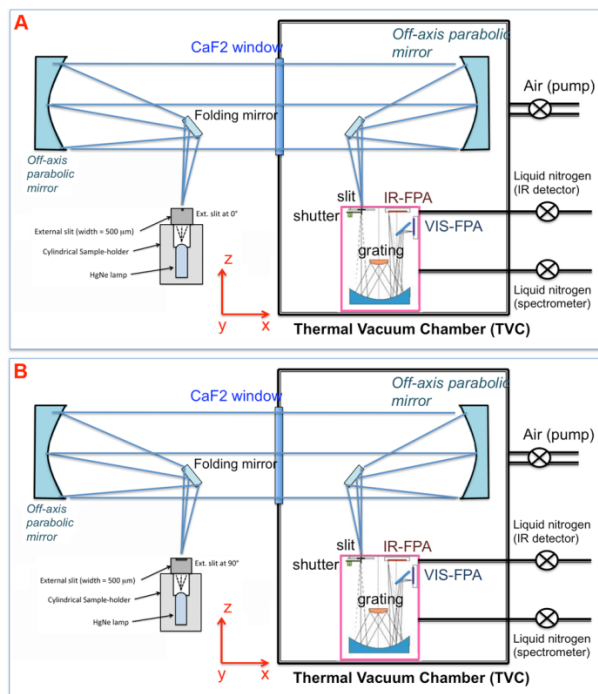 A
CaF2 window
Off-axis parabolic
mirror
Air (pump)
Folding mirror
Off-axis
parabolic
mirror
Liquid nitrogen
(IR detector)
slit
IR-FPA
shutter
VIS-FPA
Ext. slit at 0°
External slit (width = 500 μm)
Cylindrical Sample-holder
HgNe lamp
grating
z
y
x
Liquid nitrogen
(spectrometer)
Thermal Vacuum Chamber (TVC)
B
CaF2 window
Off-axis parabolic
mirror
Air (pump)
Folding mirror
Off-axis
parabolic
mirror
Liquid nitrogen
(IR detector)
slit
IR-FPA
shutter
VIS-FPA
Ext. slit at 90°
External slit (width = 500 μm)
Cylindrical Sample-holder
HgNe lamp
grating
z
y
x
Liquid nitrogen
(spectrometer)
Thermal Vacuum Chamber (TVC)